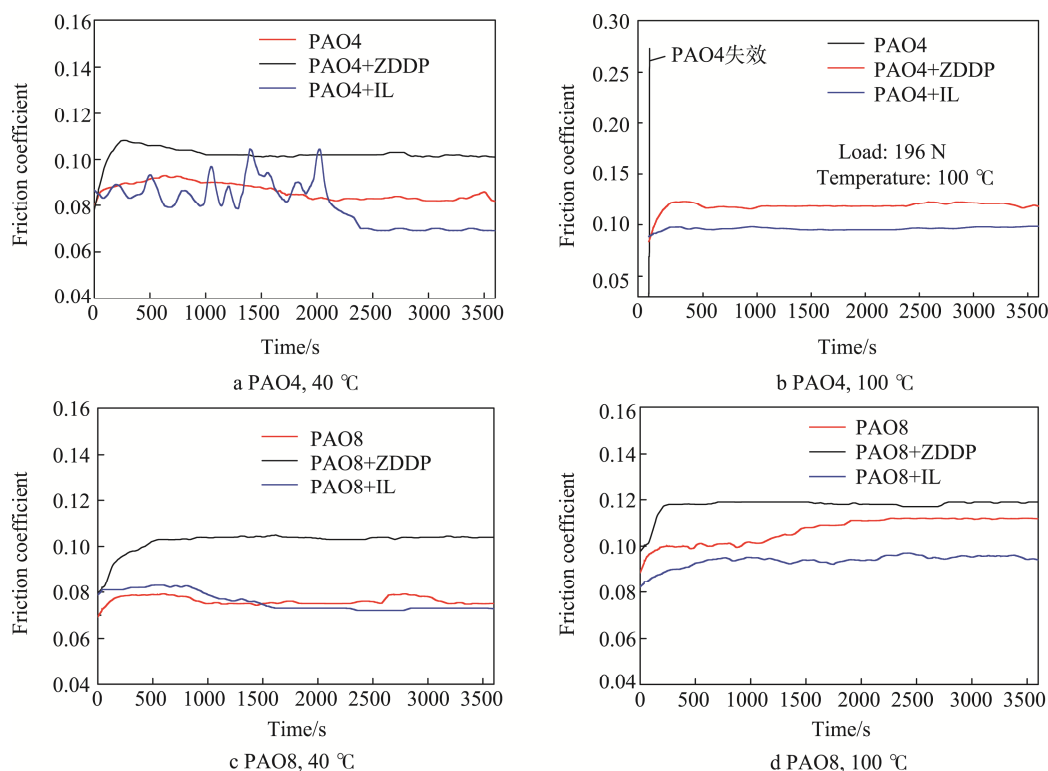 0.16
0.14
0.12
0.10
0.08
0.06
0.04
Friction coefficient
PAO4
PAO4+ZDDP
PAO4+IL
0 500 1000 1500 2000 2500 3000 3500
Time/s
a PAO4, 40 ℃
0.30
0.25
0.20
0.15
0.10
0.05
Friction coefficient
PAO4失效
PAO4
PAO4+ZDDP
PAO4+IL
Load: 196 N
Temperature: 100 ℃
0 500 1000 1500 2000 2500 3000 3500
Time/s
b PAO4, 100 ℃
0.16
0.14
0.12
0.10
0.08
0.06
0.04
Friction coefficient
PAO8
PAO8+ZDDP
PAO8+IL
0 500 1000 1500 2000 2500 3000 3500
Time/s
c PAO8, 40 ℃
0.16
0.14
0.12
0.10
0.08
0.06
0.04
Friction coefficient
PAO8
PAO8+ZDDP
PAO8+IL
0 500 1000 1500 2000 2500 3000 3500
Time/s
d PAO8, 100 ℃